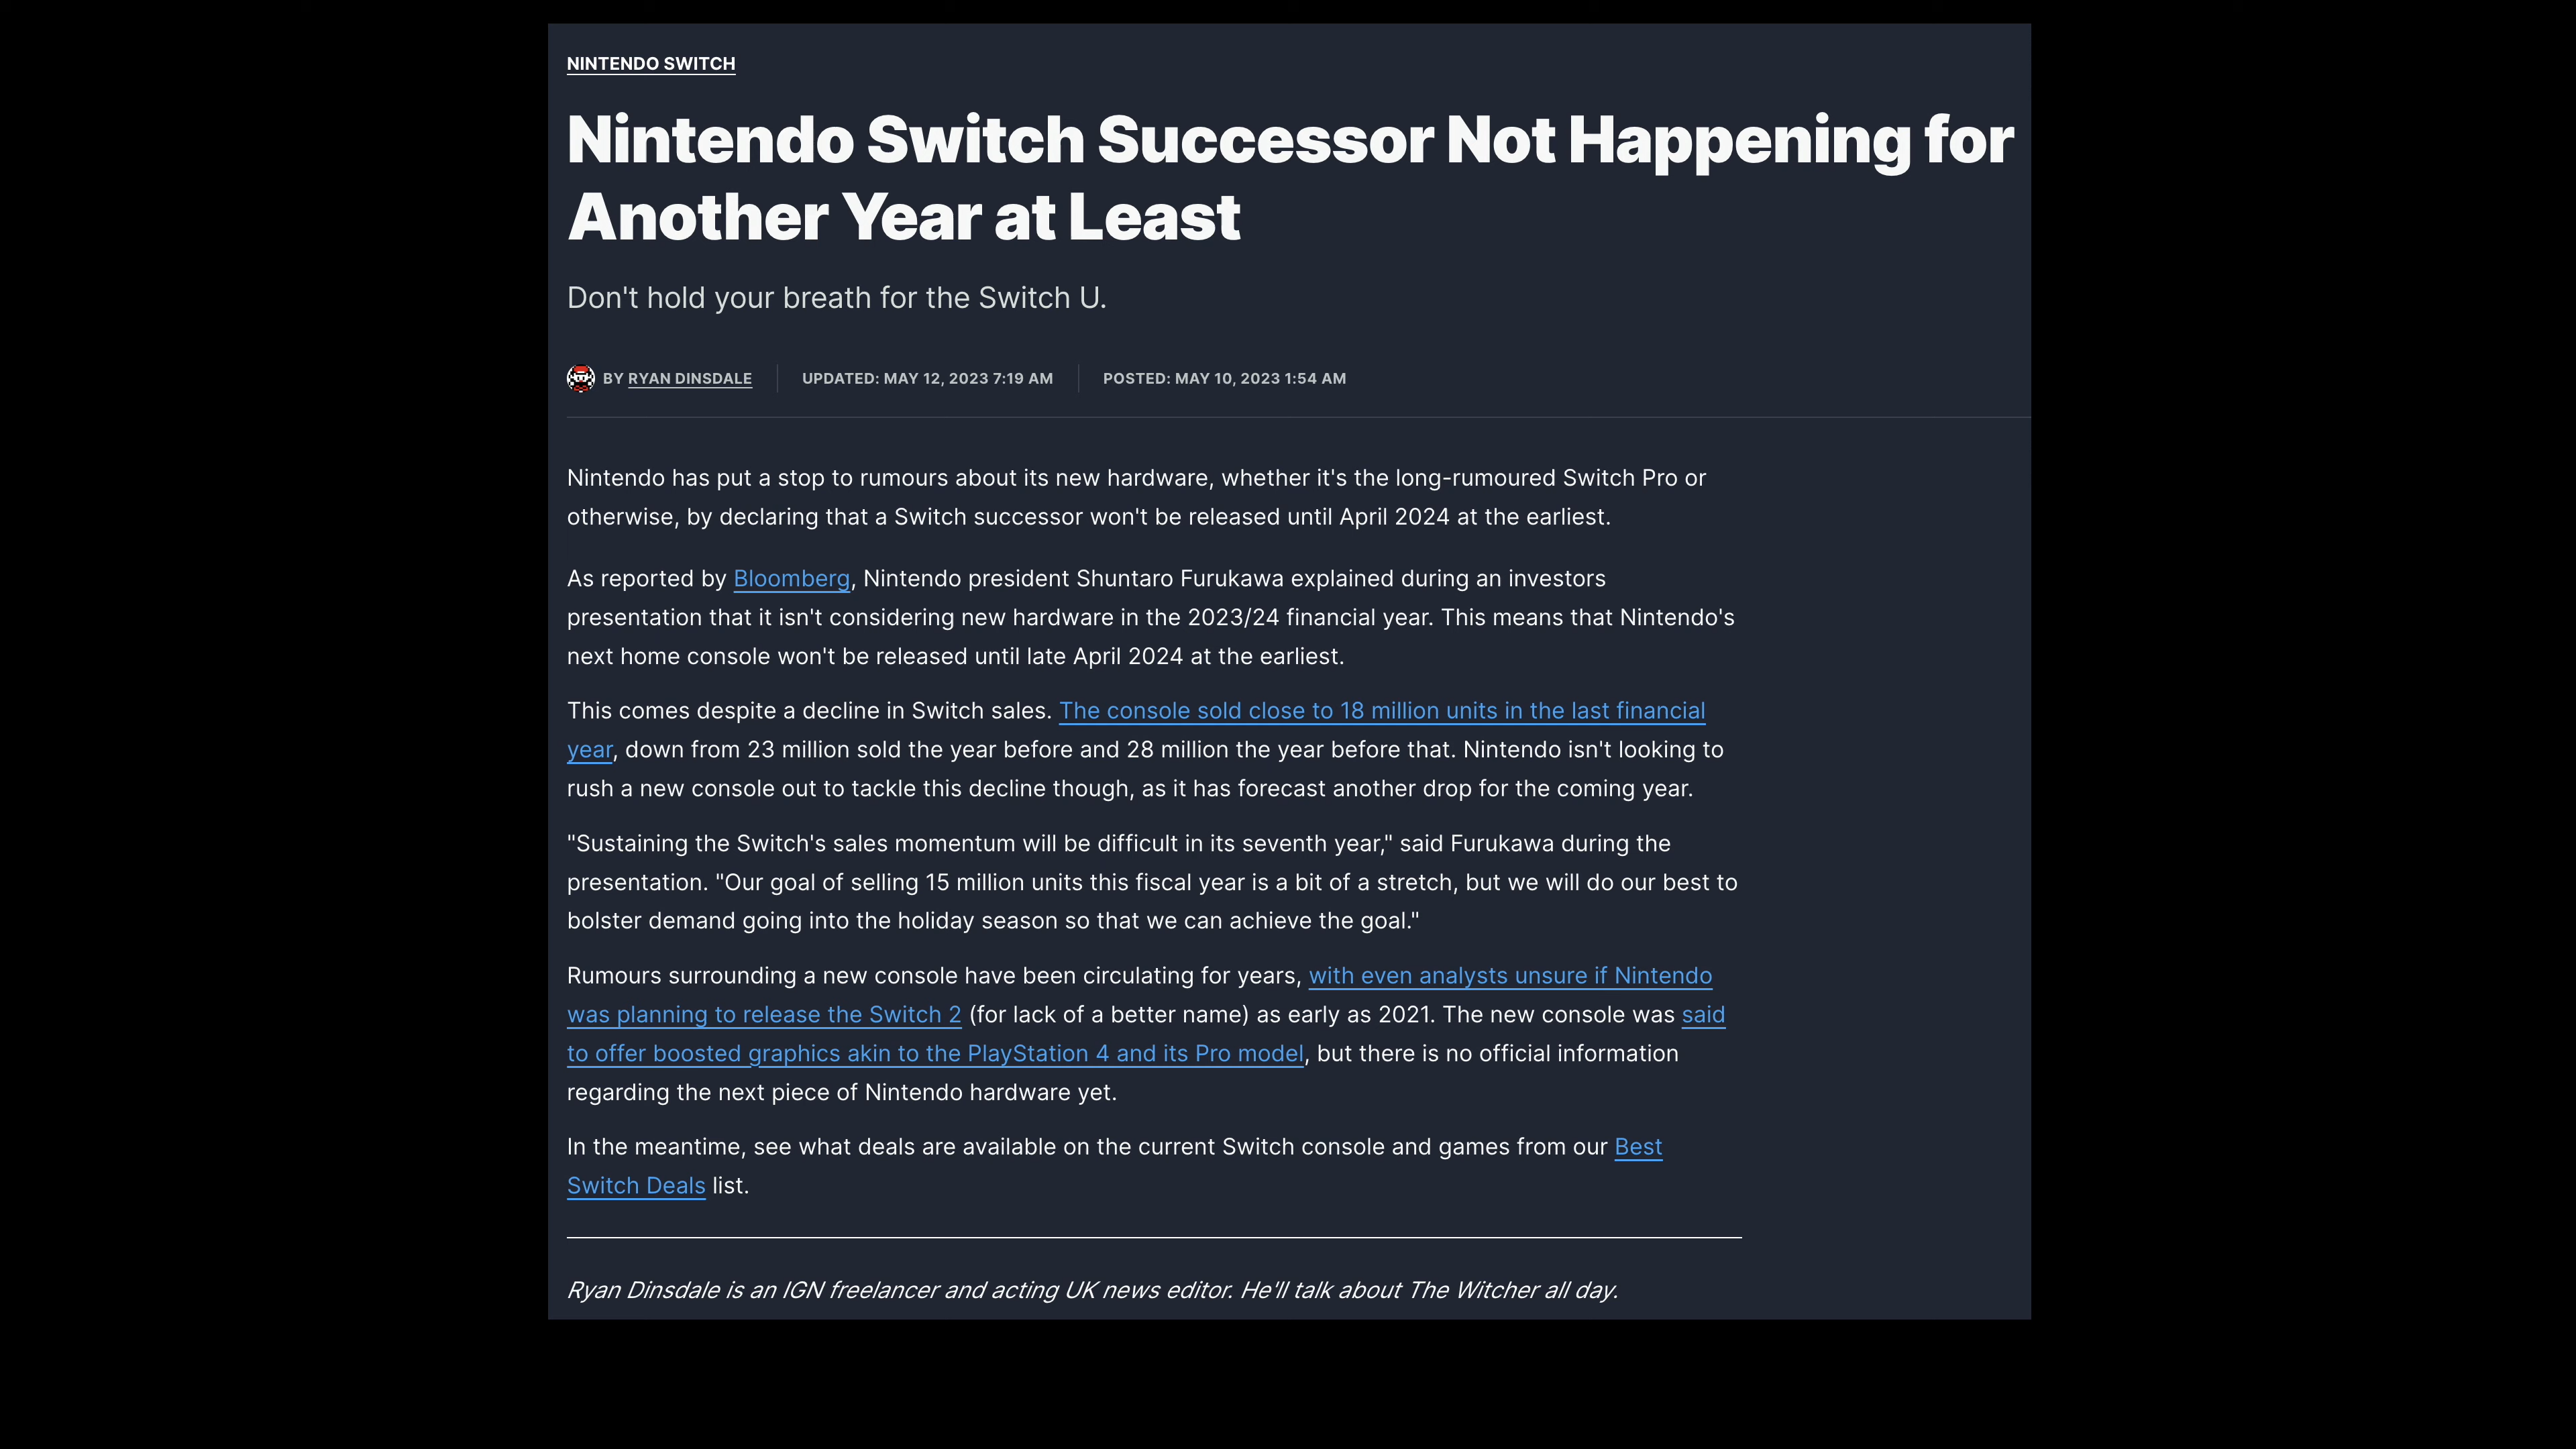 NINTENDO SWITCH
Nintendo Switch Successor Not Happening for
Another Year at Least
Don't hold your breath for the Switch U.
BY RYAN DINSDALE
UPDATED: MAY 12, 2023 7:19 AM
POSTED: MAY 10, 2023 1:54 AM
Nintendo has put a stop to rumours about its new hardware, whether it's the long-rumoured Switch Pro or
otherwise, by declaring that a Switch successor won't be released until April 2024 at the earliest.
As reported by Bloomberg, Nintendo president Shuntaro Furukawa explained during an investors
presentation that it isn't considering new hardware in the 2023/24 financial year. This means that Nintendo's
next home console won't be released until late April 2024 at the earliest.
This comes despite a decline in Switch sales. The console sold close to 18 million units in the last financial
year, down from 23 million sold the year before and 28 million the year before that. Nintendo isn't looking to
rush a new console out to tackle this decline though, as it has forecast another drop for the coming year.
"Sustaining the Switch's sales momentum will be difficult in its seventh year," said Furukawa during the
presentation. "Our goal of selling 15 million units this fiscal year is a bit of a stretch, but we will do our best to
bolster demand going into the holiday season so that we can achieve the goal."
Rumours surrounding a new console have been circulating for years, with even analysts unsure if Nintendo
was planning to release the Switch 2 (for lack of a better name) as early as 2021. The new console was said
to offer boosted graphics akin to the PlayStation 4 and its Pro model, but there is no official information
regarding the next piece of Nintendo hardware yet.
In the meantime, see what deals are available on the current Switch console and games from our Best
Switch Deals list.
Ryan Dinsdale is an IGN freelancer and acting UK news editor. He'll talk about The Witcher all day.